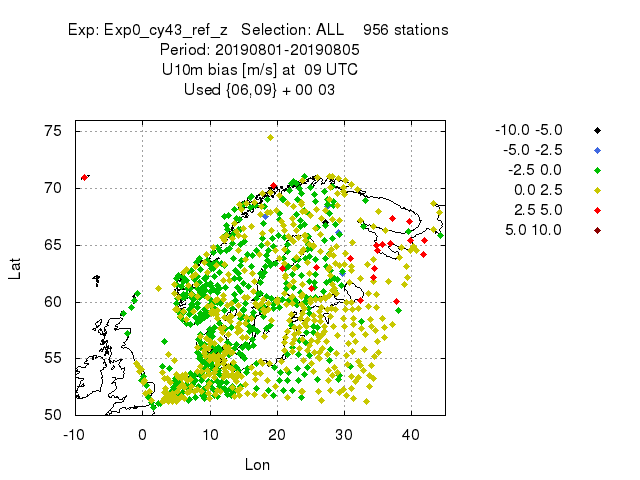 Exp: Exp0_cy43_ref_z Selection: ALL 956 stations
Period: 20190801-20190805
U10m bias [m/s] at 09 UTC
Used {06,09} + 00 03
-10.0 -5.0
-5.0 -2.5
-2.5 0.0
0.0 2.5
2.5 5.0
5.0 10.0
75
70
65
60
55
50
Lat
-10 0 10 20 30 40
Lon